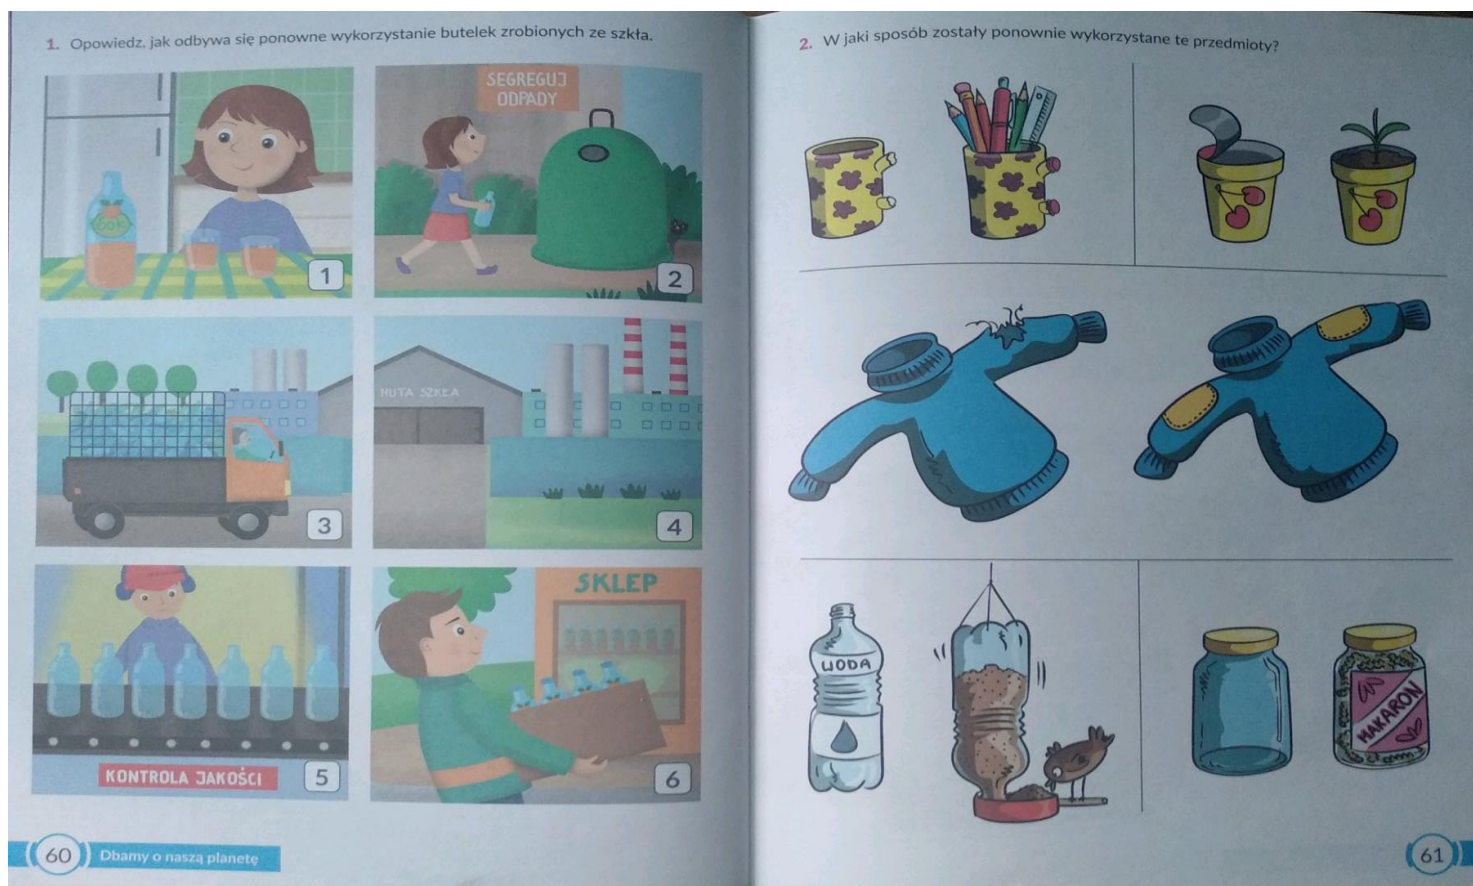 1. Opowiedz, jak odbywa się ponowne wykorzystanie butelek zrobionych ze szkła.
SOK
1
SEGREGUJ
ODPADY
2
3
HUTA SZKŁA
4
KONTROLA JAKOŚCI
5
SKLEP
6
60 Dbamy o naszą planetę
2. W jaki sposób zostały ponownie wykorzystane te przedmioty?
WODA
MAKARON
61